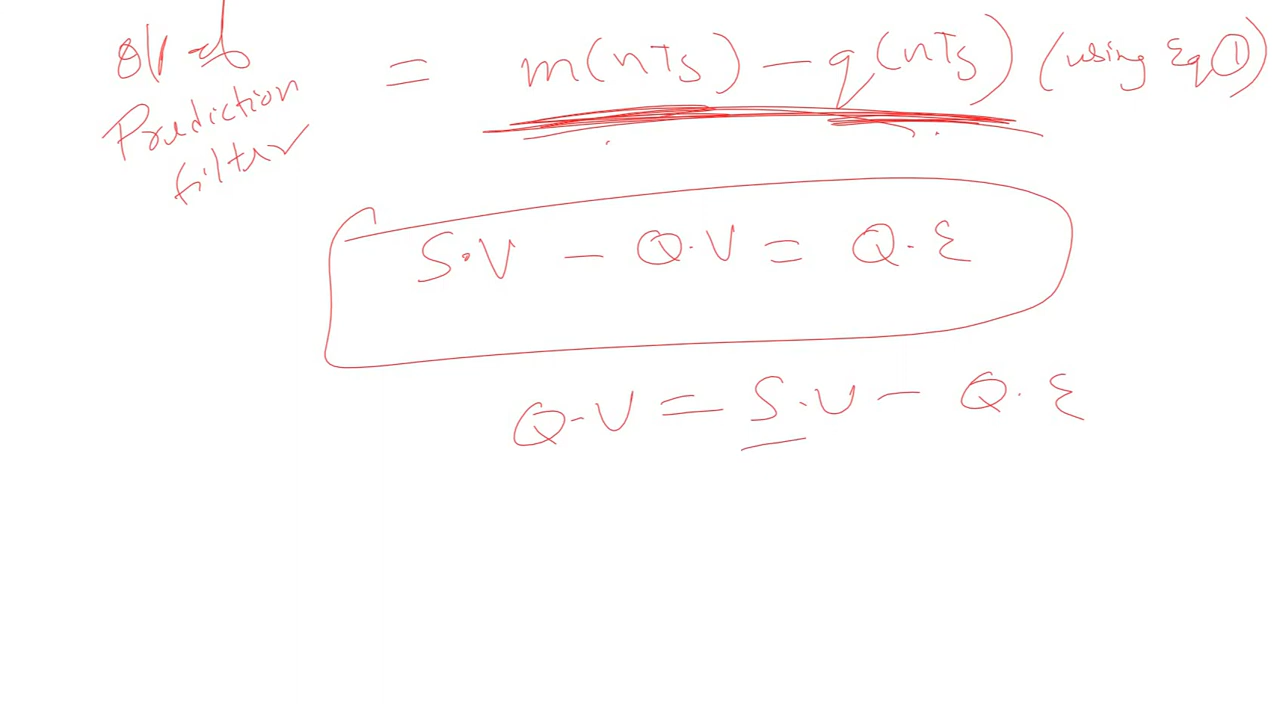 O/P of = m(nTs) - q(nTs) (using Eq ①)
Prediction
filter
S.V - Q.V = Q.E
Q.V = S.V - Q.E